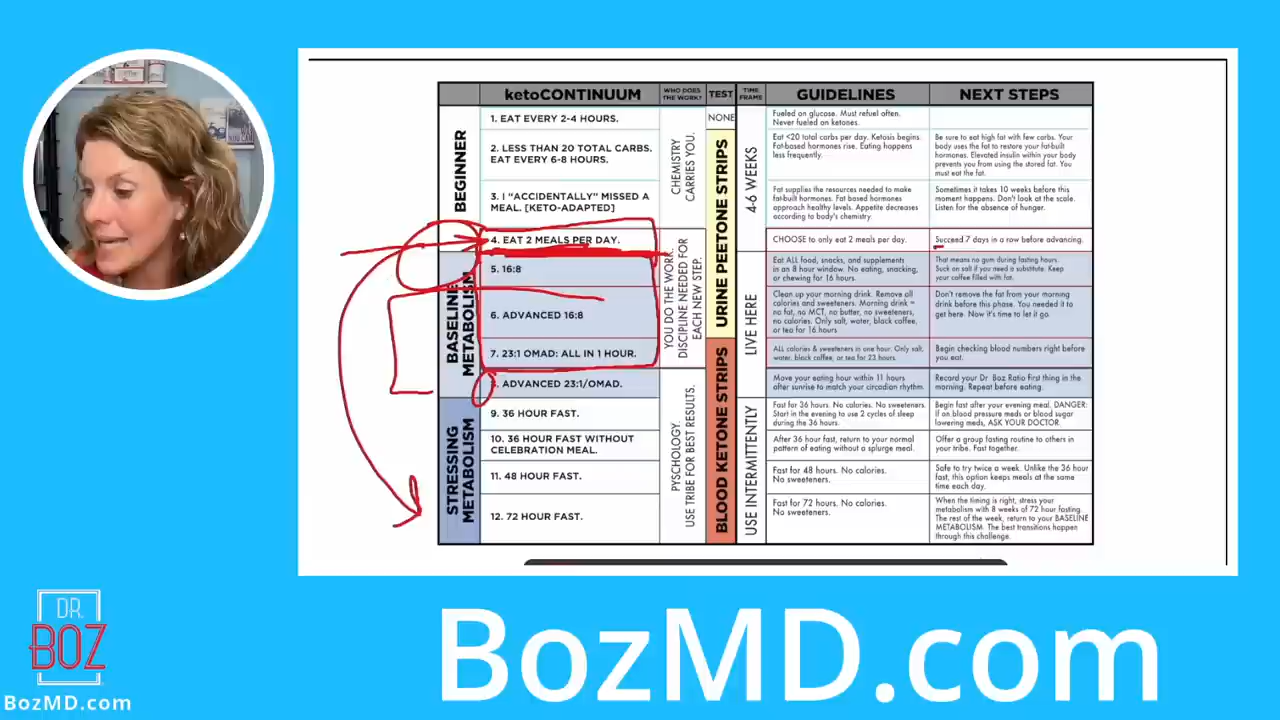 ketoCONTINUUM
WHO DOES
THE WORK?
TEST
TIME
FRAME
GUIDELINES
NEXT STEPS
BEGINNER
1. EAT EVERY 2-4 HOURS.
2. LESS THAN 20 TOTAL CARBS.
EAT EVERY 6-8 HOURS.
3. I “ACCIDENTALLY” MISSED A
MEAL. [KETO-ADAPTED]
4. EAT 2 MEALS PER DAY.
BASELINE
METABOLISM
5. 16:8
6. ADVANCED 16:8
7. 23:1 OMAD: ALL IN 1 HOUR.
ADVANCED 23:1/OMAD.
STRESSING
METABOLISM
9. 36 HOUR FAST.
10. 36 HOUR FAST WITHOUT
CELEBRATION MEAL.
11. 48 HOUR FAST.
12. 72 HOUR FAST.
CHEMISTRY
CARRIES YOU.
YOU DO THE WORK.
DISCIPLINE NEEDED FOR
EACH NEW STEP.
PYSCHOLOGY.
USE TRIBE FOR BEST RESULTS.
NONE
URINE PEETONE STRIPS
BLOOD KETONE STRIPS
4-6 WEEKS
LIVE HERE
USE INTERMITTENTLY
Fueled on glucose. Must refuel often.
Never fueled on ketones.
Eat <20 total carbs per day. Ketosis begins
Fat-based hormones rise. Eating happens
less frequently.
Be sure to eat high fat with few carbs. Your
body uses the fat to restore your fat-built
hormones. Elevated insulin within your body
prevents you from using the stored fat. You
must eat the fat.
Fat supplies the resources needed to make
fat-built hormones. Fat based hormones
approach healthy levels. Appetite decreases
according to body's chemistry.
Sometimes it takes 10 weeks before this
moment happens. Don't look at the scale.
Listen for the absence of hunger.
CHOOSE to only eat 2 meals per day.
Succeed 7 days in a row before advancing.
Eat ALL food, snacks, and supplements
in an 8 hour window. No eating, snacking,
or chewing for 16 hours.
That means no gum during fasting hours.
Suck on salt if you need a substitute. Keep
your coffee filled with fat.
Clean up your morning drink. Remove all
calories and sweeteners. Morning drink =
no fat, no MCT, no butter, no sweeteners,
no calories. Only salt, water, black coffee,
or tea for 16 hours.
Don't remove the fat from your morning
drink before this phase. You needed it to
get here. Now it's time to let it go.
ALL calories & sweeteners in one hour. Only salt,
water, black coffee, or tea for 23 hours.
Begin checking blood numbers right before
you eat.
Move your eating hour within 11 hours
after sunrise to match your circadian rhythm.
Record your Dr Boz Ratio first thing in the
morning. Repeat before eating.
Fast for 36 hours. No calories. No sweeteners.
Start in the evening to use 2 cycles of sleep
during the 36 hours.
Begin fast after your evening meal. DANGER:
If on blood pressure meds or blood sugar
lowering meds, ASK YOUR DOCTOR.
After 36 hour fast, return to your normal
pattern of eating without a splurge meal.
Offer a group fasting routine to others in
your tribe. Fast together.
Fast for 48 hours. No calories.
No sweeteners.
Safe to try twice a week. Unlike the 36 hour
fast, this option keeps meals at the same
time each day.
Fast for 72 hours. No calories.
No sweeteners.
When the timing is right, stress your
metabolism with 8 weeks of 72 hour fasting.
The rest of the week, return to your BASELINE
METABOLISM. The best transitions happen
through this challenge.
DR.
BOZ
BozMD.com
BozMD.com